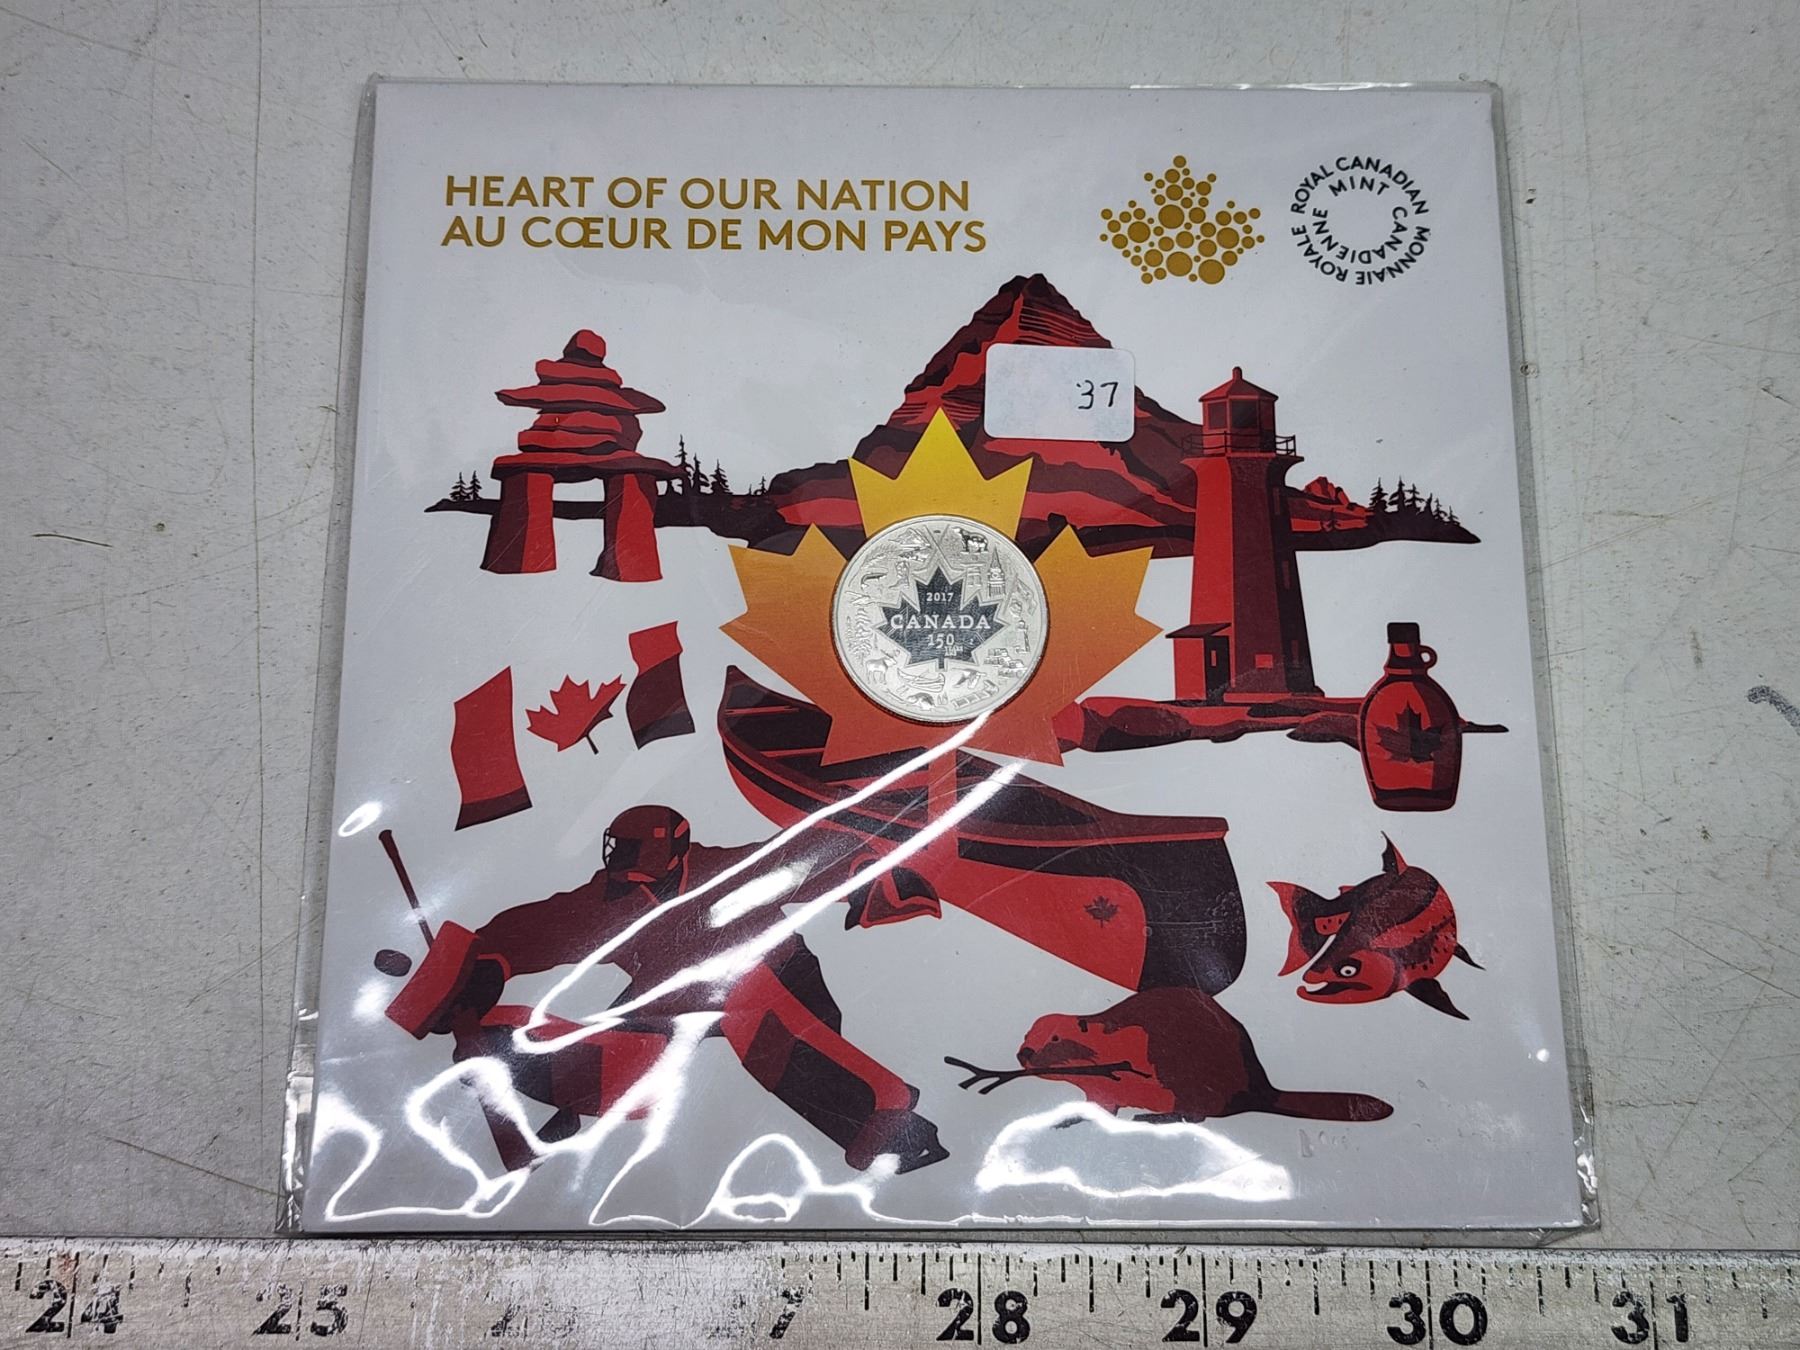 HEART OF OUR NATION
AU CŒUR DE MON PAYS
ROYAL CANADIAN MINT
MONNAIE ROYALE CANADIENNE
37
2017
CANADA
150
24 25 26 27 28 29 30 31